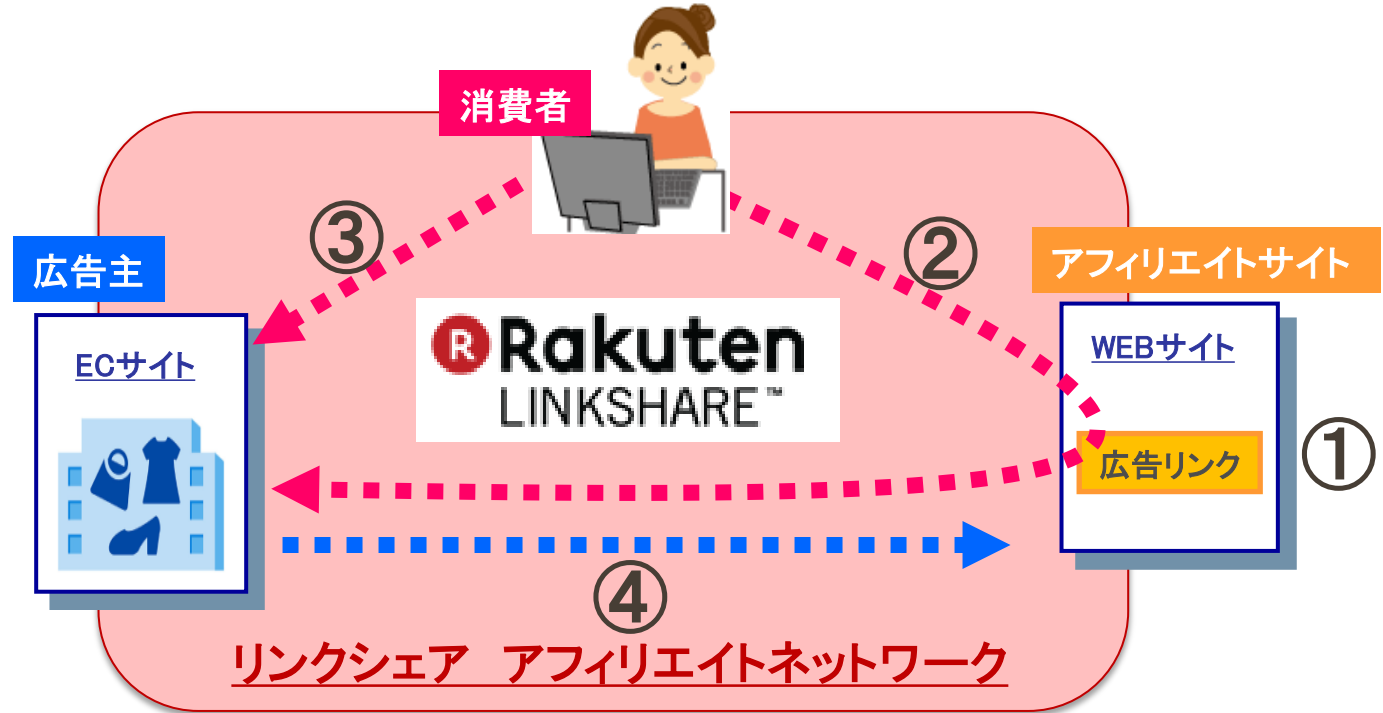 消費者
③
②
広告主
アフィリエイトサイト
ECサイト
WEBサイト
R Rakuten
LINKSHARE™
広告リンク
①
④
リンクシェア　アフィリエイトネットワーク